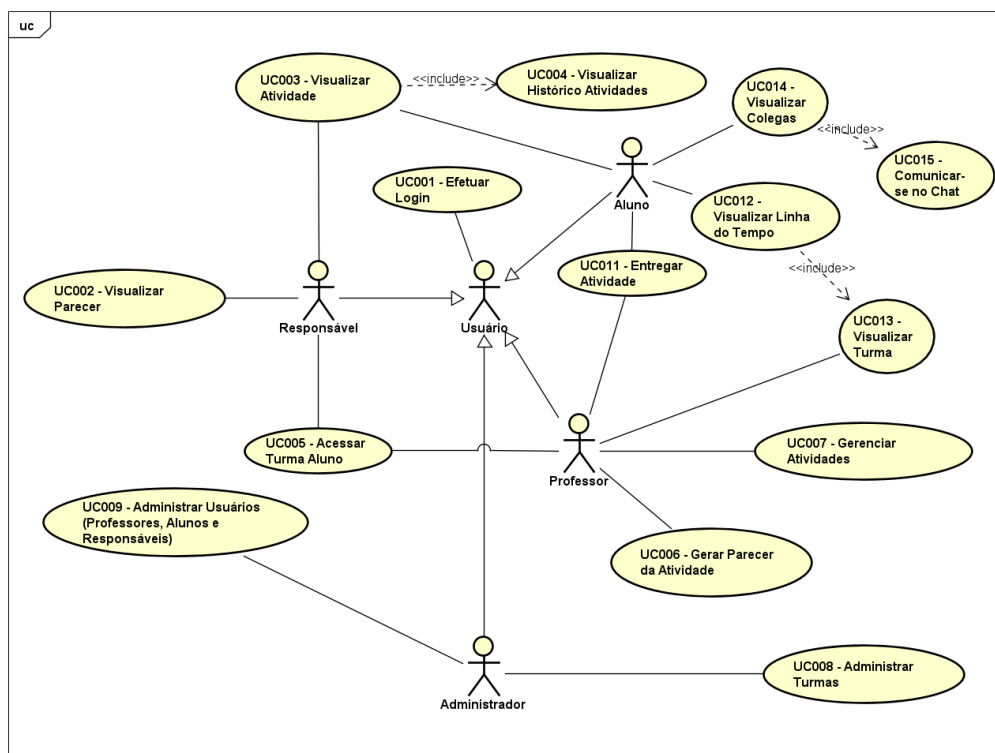 uc
UC003 - Visualizar
Atividade
<<include>>
UC004 - Visualizar
Histórico Atividades
UC014 -
Visualizar
Colegas
<<include>>
UC015 -
Comunicar-
se no Chat
Aluno
UC001 - Efetuar
Login
UC012 -
Visualizar Linha
do Tempo
<<include>>
UC011 - Entregar
Atividade
UC002 - Visualizar
Parecer
Responsável
Usuário
UC013 -
Visualizar
Turma
UC005 - Acessar
Turma Aluno
Professor
UC007 - Gerenciar
Atividades
UC009 - Administrar Usuários
(Professores, Alunos e
Responsáveis)
UC006 - Gerar Parecer
da Atividade
Administrador
UC008 - Administrar
Turmas